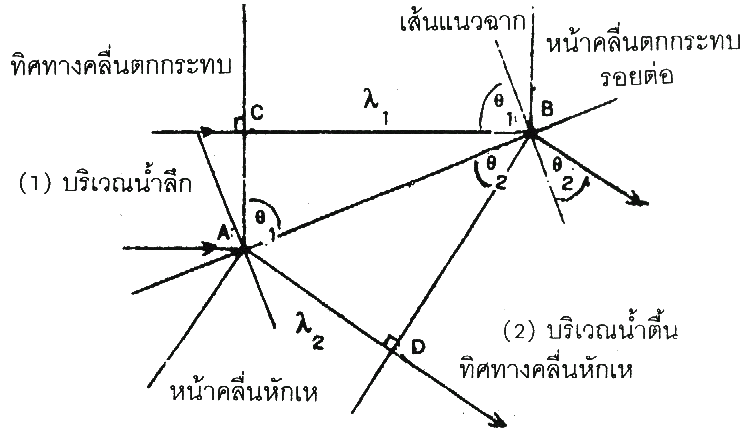 เส้นแนวฉาก
หน้าคลื่นตกกระทบ
รอยต่อ
ทิศทางคลื่นตกกระทบ
C
λ1
θ1
B
θ2
θ2
(1) บริเวณน้ำลึก
A
θ1
λ2
D
(2) บริเวณน้ำตื้น
ทิศทางคลื่นหักเห
หน้าคลื่นหักเห